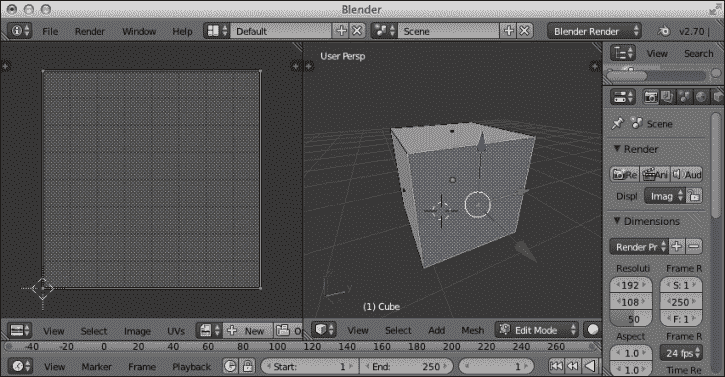 Blender
File Render Window Help Default Scene Blender Render v2.70 |
User Persp
View Search
Scene
Render
Re Ani Aud
Displ Imag
Dimensions
Render Pr
Resoluti Frame R
192 S: 1
108 250
50 F: 1
Aspect Frame R
1.0 24 fps
1.0 Time Re
(1) Cube
View Select Image UVs New O
View Select Add Mesh Edit Mode
-40 -20 0 20 40 60 80 100 120 140 160 180 200 220 240 260
View Marker Frame Playback Start: 1 End: 250 1